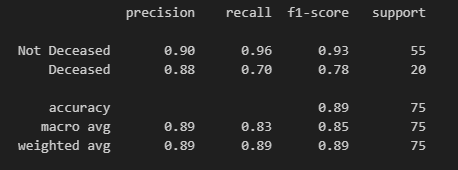 precision recall f1-score support
Not Deceased 0.90 0.96 0.93 55
Deceased 0.88 0.70 0.78 20
accuracy 0.89 75
macro avg 0.89 0.83 0.85 75
weighted avg 0.89 0.89 0.89 75